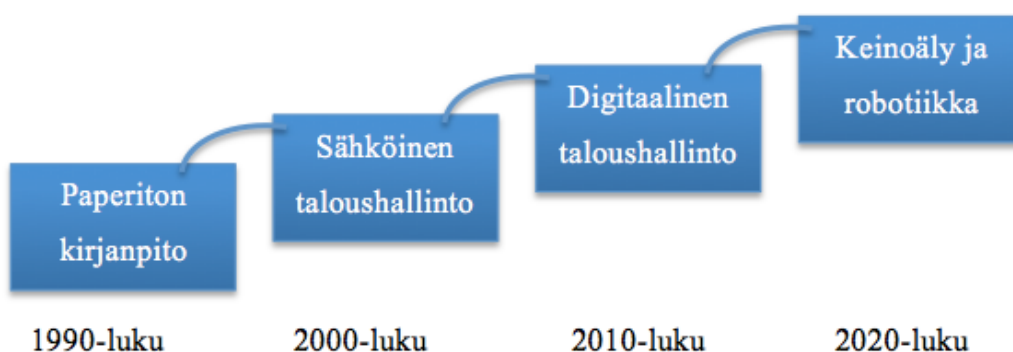 Paperiton
kirjanpito
Sähköinen
taloushallinto
Digitaalinen
taloushallinto
Keinoäly ja
robotiikka
1990-luku
2000-luku
2010-luku
2020-luku